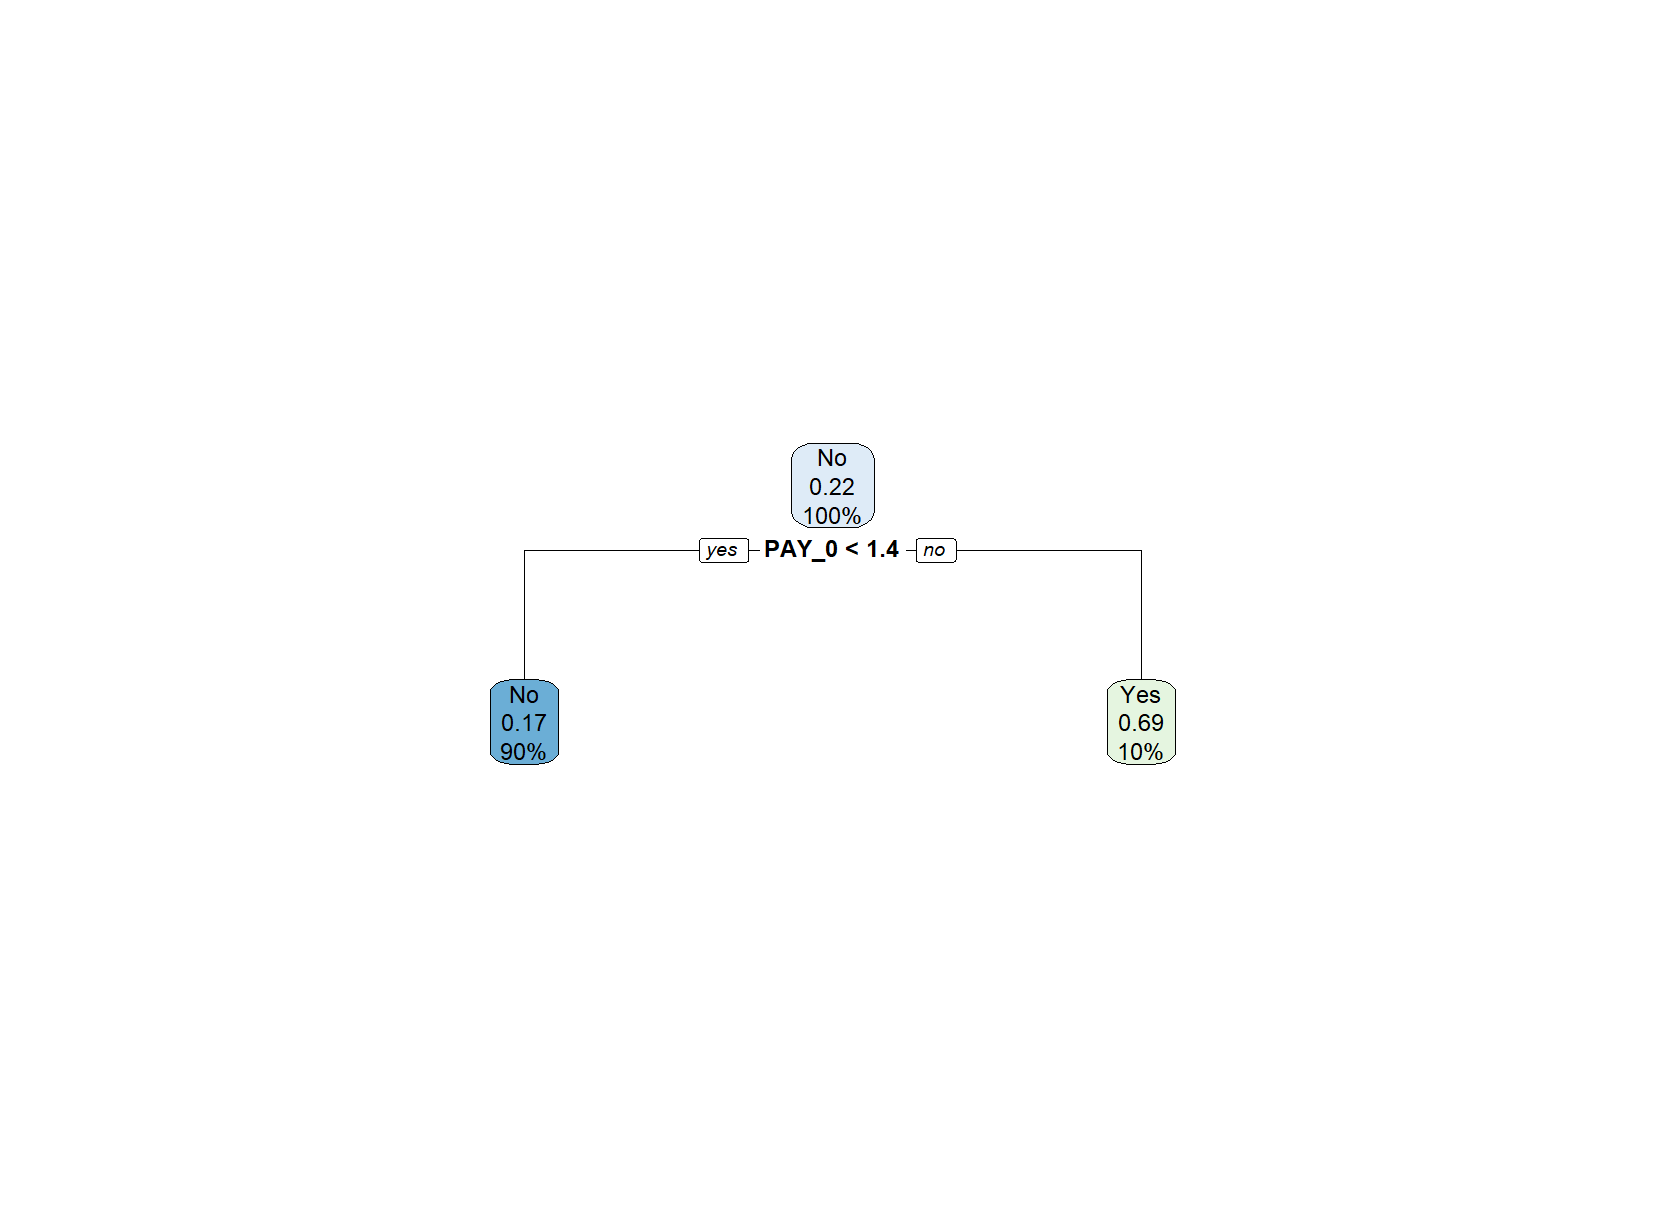 No
0.22
100%
yes PAY_0 < 1.4 no
No
0.17
90%
Yes
0.69
10%